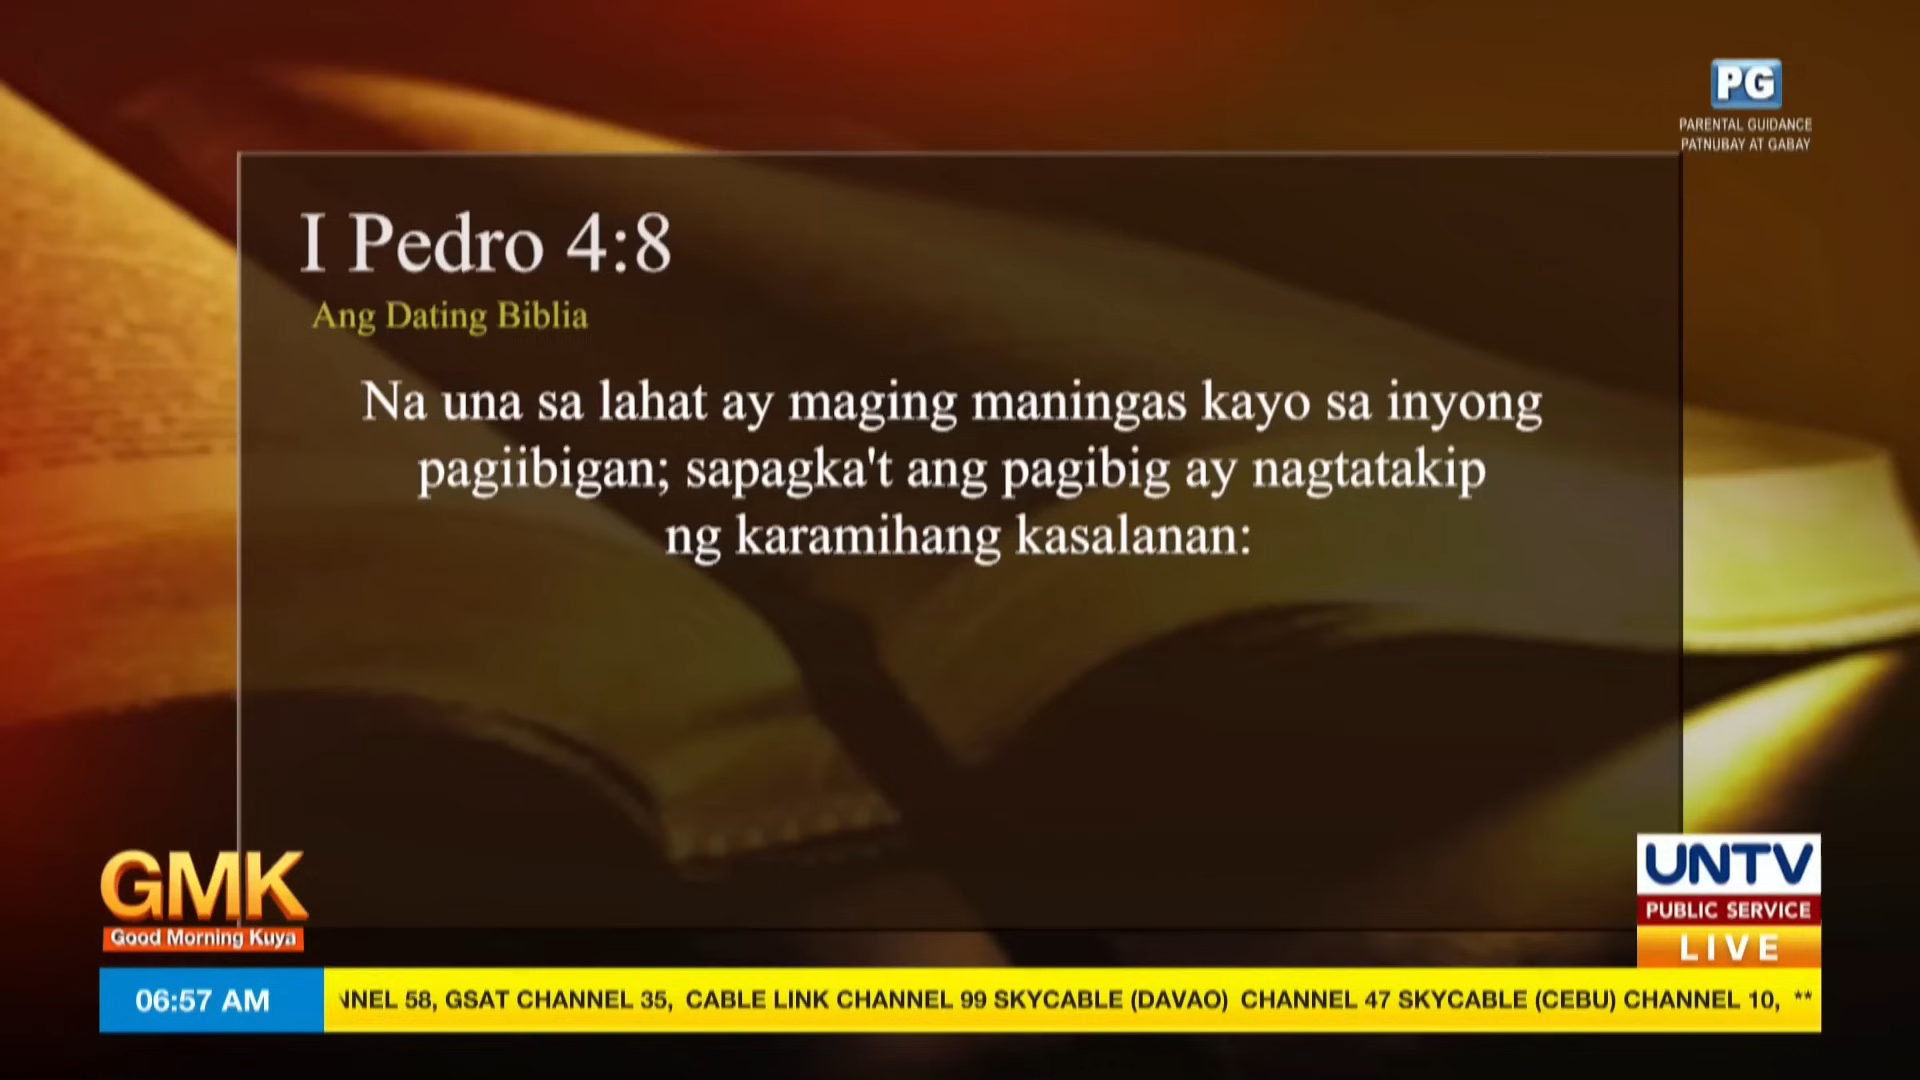 PG
PARENTAL GUIDANCE
PATNUBAY AT GABAY
I Pedro 4:8
Ang Dating Biblia
Na una sa lahat ay maging maningas kayo sa inyong
pagiibigan; sapagka't ang pagibig ay nagtatakip
ng karamihang kasalanan:
GMK
Good Morning Kuya
UNTV
PUBLIC SERVICE
LIVE
06:57 AM
58, GSAT CHANNEL 35, CABLE LINK CHANNEL 99 SKYCABLE (DAVAO) CHANNEL 47 SKYCABLE (CEBU) CHANNEL 10, **